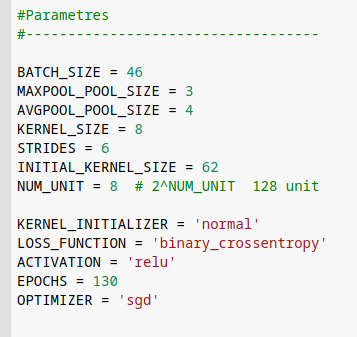 #Parametres
#-----------------------------------
BATCH_SIZE = 46
MAXPOOL_POOL_SIZE = 3
AVGPOOL_POOL_SIZE = 4
KERNEL_SIZE = 8
STRIDES = 6
INITIAL_KERNEL_SIZE = 62
NUM_UNIT = 8  # 2^NUM_UNIT  128 unit
KERNEL_INITIALIZER = 'normal'
LOSS_FUNCTION = 'binary_crossentropy'
ACTIVATION = 'relu'
EPOCHS = 130
OPTIMIZER = 'sgd'